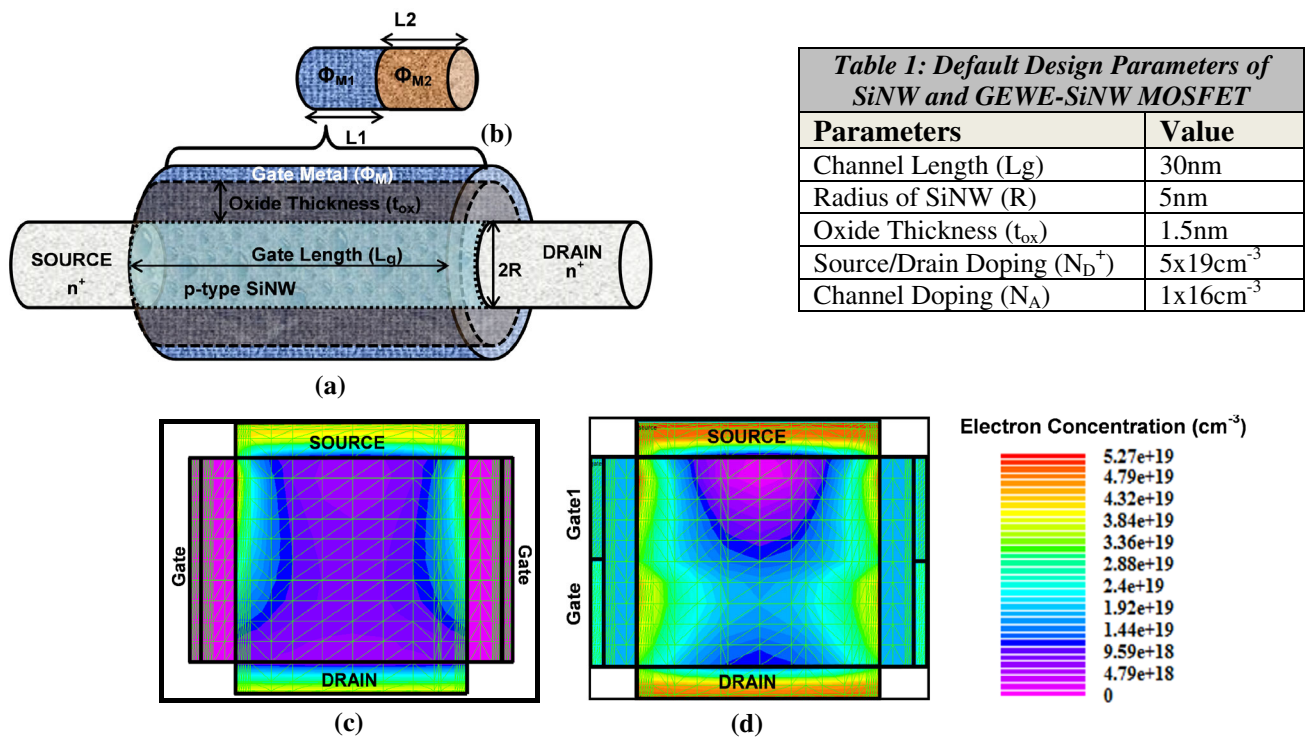 L2
ΦM1 ΦM2
(b)
L1
Gate Metal (ΦM)
Oxide Thickness (tox)
Gate Length (Lg)
SOURCE
n+
p-type SiNW
2R
DRAIN
n+
(a)
Table 1: Default Design Parameters of
SiNW and GEWE-SiNW MOSFET
Parameters Value
Channel Length (Lg) 30nm
Radius of SiNW (R) 5nm
Oxide Thickness (tox) 1.5nm
Source/Drain Doping (ND+) 5x19cm-3
Channel Doping (NA) 1x16cm-3
SOURCE
Gate
Gate
DRAIN
(c)
SOURCE
Gate1
Gate
DRAIN
(d)
Electron Concentration (cm-3)
5.27e+19
4.79e+19
4.32e+19
3.84e+19
3.36e+19
2.88e+19
2.4e+19
1.92e+19
1.44e+19
9.59e+18
4.79e+18
0